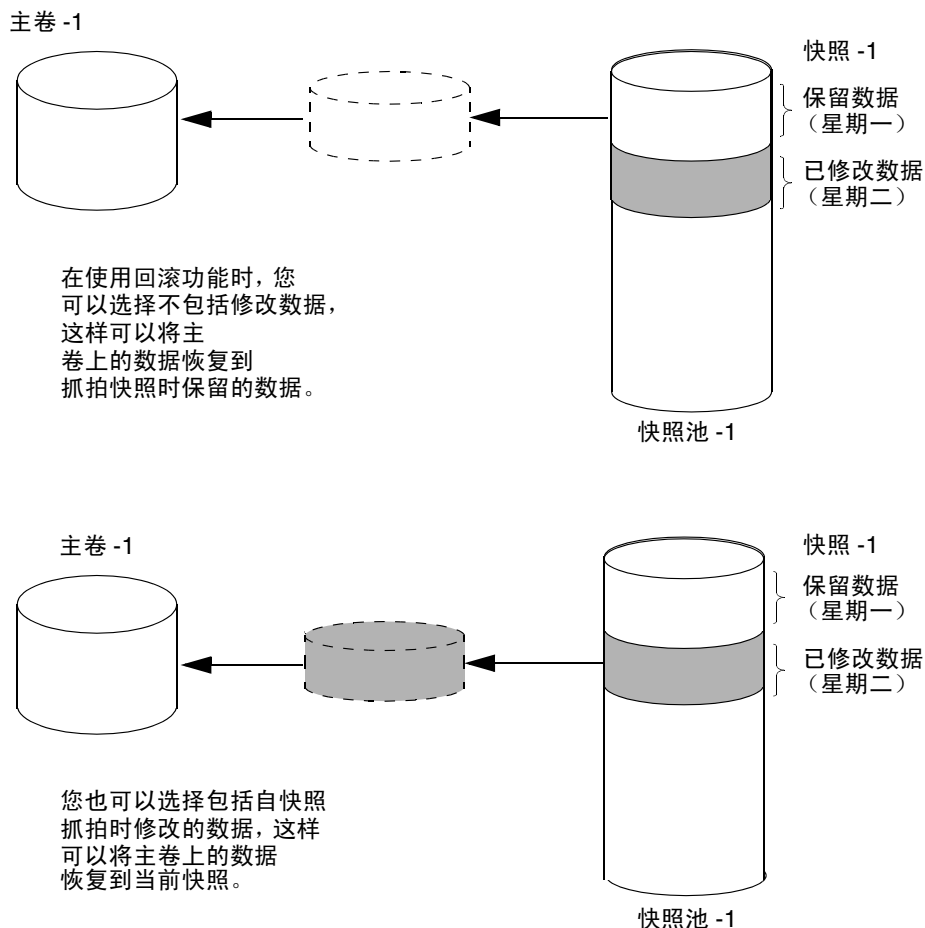 主卷 -1
快照 -1
保留数据
（星期一）
已修改数据
（星期二）
在使用回滚功能时，您
可以选择不包括修改数据，
这样可以将主
卷上的数据恢复到
抓拍快照时保留的数据。
快照池 -1
主卷 -1
快照 -1
保留数据
（星期一）
已修改数据
（星期二）
您也可以选择包括自快照
抓拍时修改的数据，这样
可以将主卷上的数据
恢复到当前快照。
快照池 -1